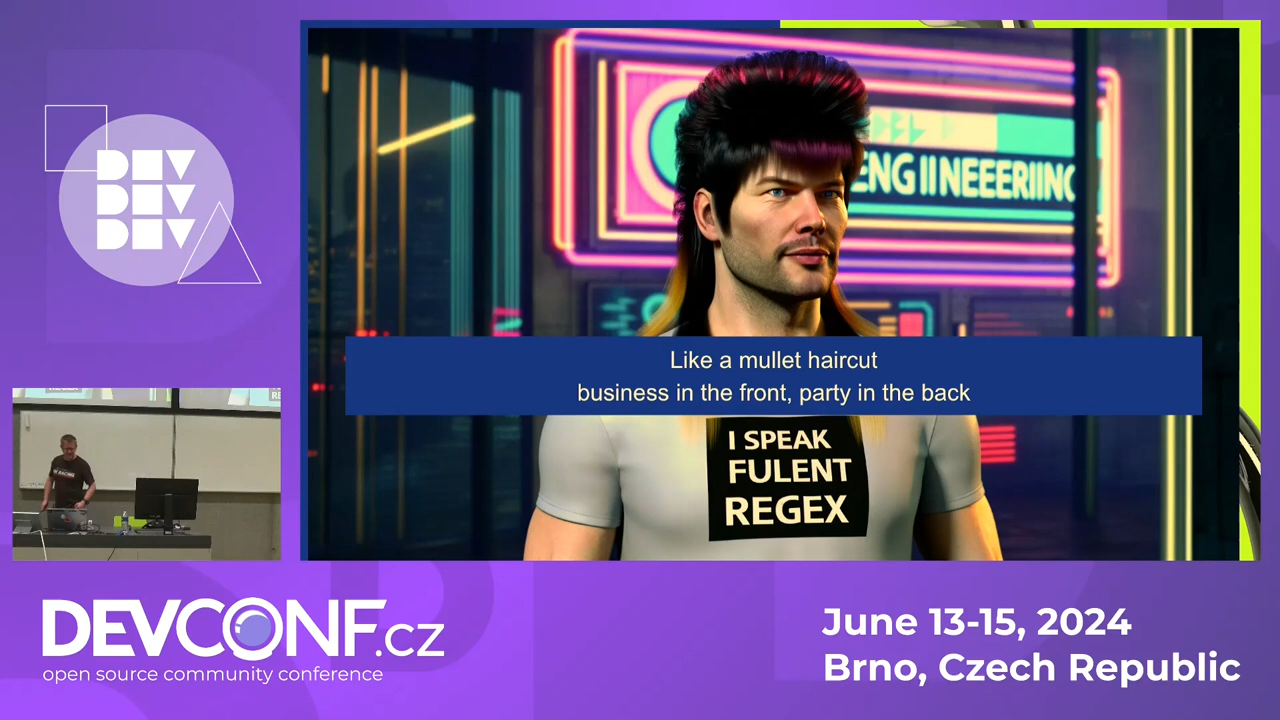 DEV
DEV
DEV
ENGIINEEERIING
Like a mullet haircut
business in the front, party in the back
I SPEAK
FULENT
REGEX
DEVCONF.cz
open source community conference
June 13-15, 2024
Brno, Czech Republic